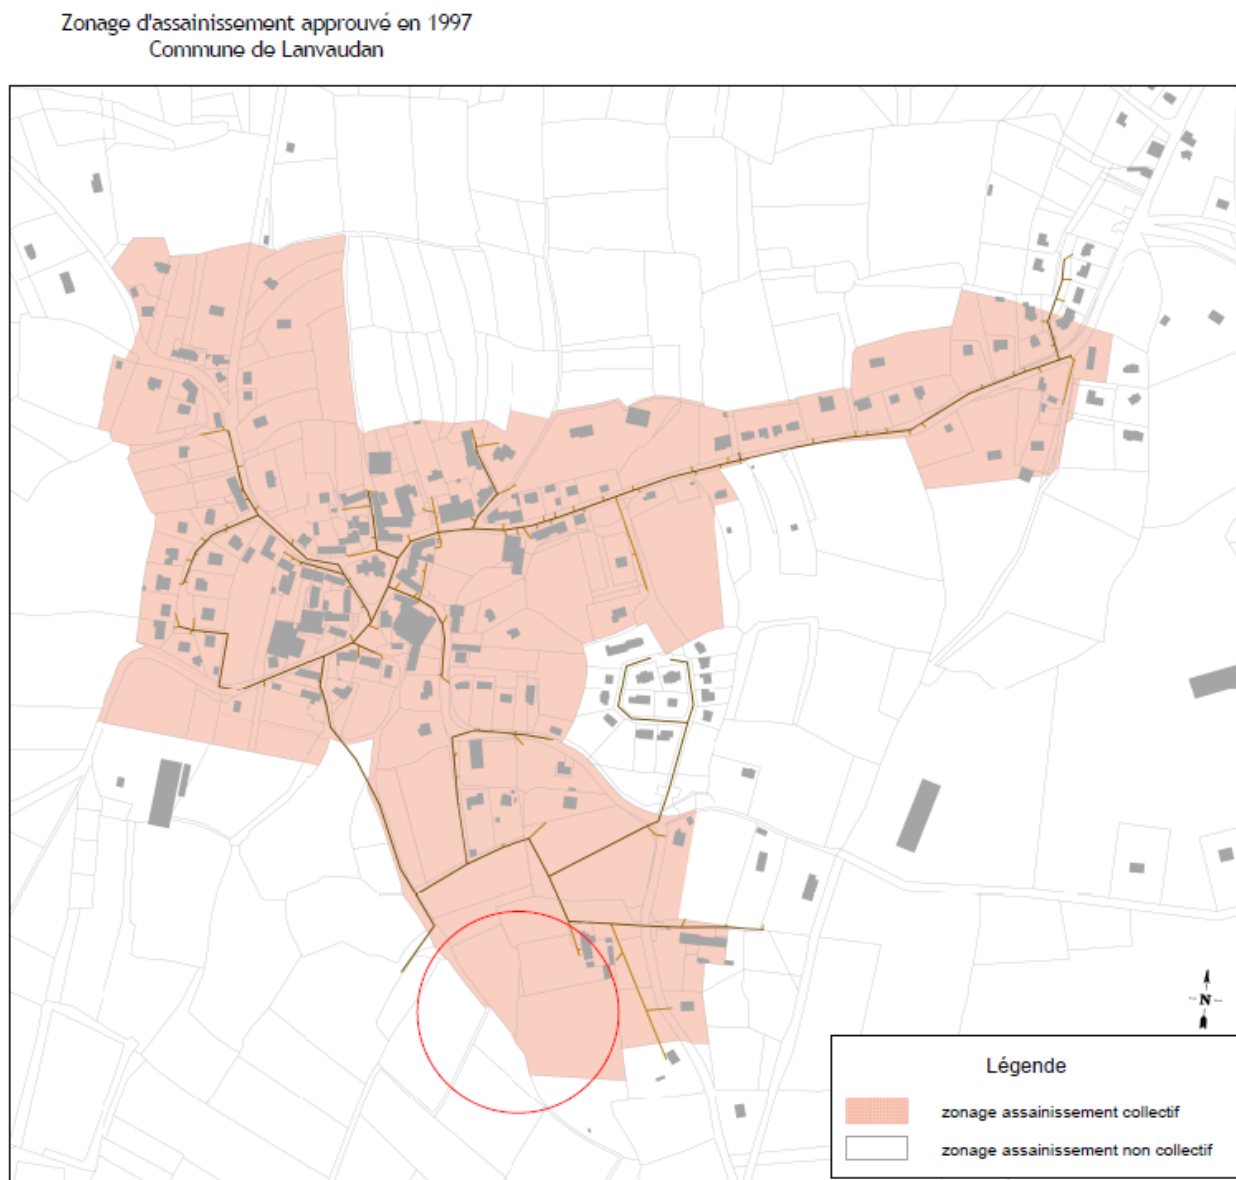 Zonage d'assainissement approuvé en 1997
Commune de Lanvaudan
N
Légende
zonage assainissement collectif
zonage assainissement non collectif